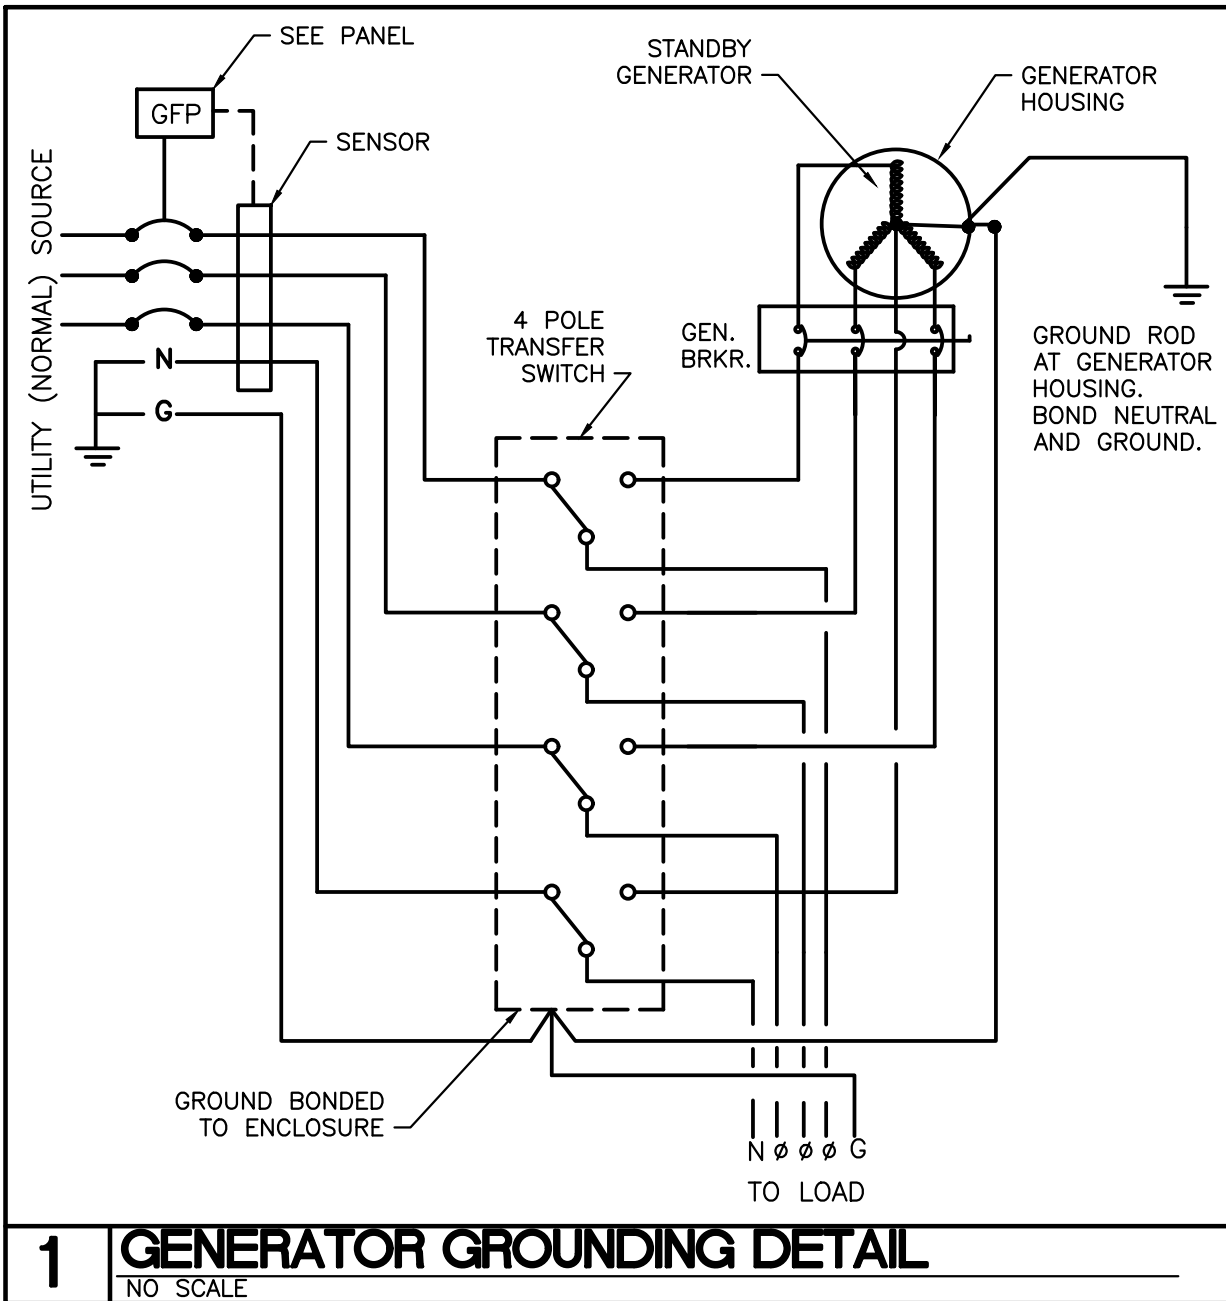 SEE PANEL
GFP
SENSOR
UTILITY (NORMAL) SOURCE
N
G
STANDBY
GENERATOR
GENERATOR
HOUSING
GEN.
BRKR.
4 POLE
TRANSFER
SWITCH
GROUND ROD
AT GENERATOR
HOUSING.
BOND NEUTRAL
AND GROUND.
GROUND BONDED
TO ENCLOSURE
N ø ø ø G
TO LOAD
1 GENERATOR GROUNDING DETAIL
NO SCALE